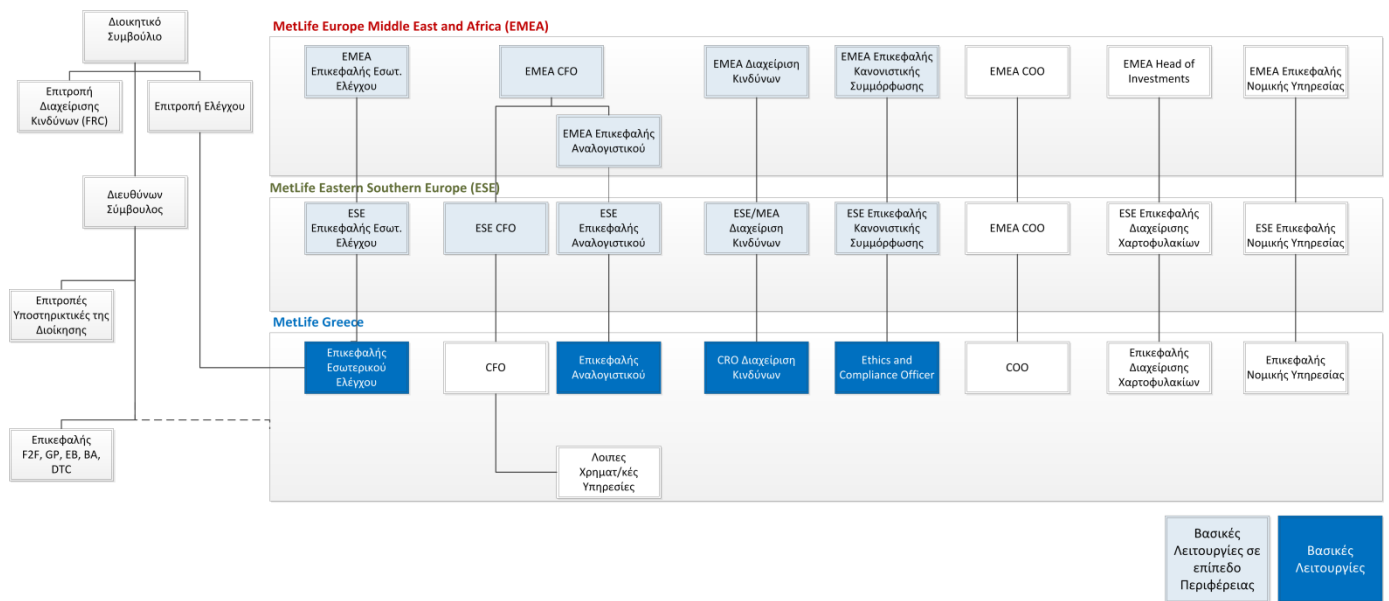 Διοικητικό
Συμβούλιο
Επιτροπή
Διαχείρισης
Κινδύνων (FRC)
Επιτροπή Ελέγχου
Διευθύνων
Σύμβουλος
Επιτροπές
Υποστηρικτικές της
Διοίκησης
Επικεφαλής
F2F, GP, EB, BA,
DTC
MetLife Europe Middle East and Africa (EMEA)
EMEA
Επικεφαλής Εσωτ.
Ελέγχου
EMEA CFO
EMEA Διαχείριση
Κινδύνων
EMEA Επικεφαλής
Κανονιστικής
Συμμόρφωσης
EMEA COO
EMEA Head of
Investments
EMEA Επικεφαλής
Νομικής Υπηρεσίας
EMEA Επικεφαλής
Αναλογιστικού
MetLife Eastern Southern Europe (ESE)
ESE
Επικεφαλής Εσωτ.
Ελέγχου
ESE CFO
ESE
Επικεφαλής
Αναλογιστικού
ESE/MEA
Διαχείριση
Κινδύνων
ESE Επικεφαλής
Κανονιστικής
Συμμόρφωσης
EMEA COO
ESE Επικεφαλής
Διαχείρισης
Χαρτοφυλακίων
ESE Επικεφαλής
Νομικής Υπηρεσίας
MetLife Greece
Επικεφαλής
Εσωτερικού
Ελέγχου
CFO
Επικεφαλής
Αναλογιστικού
CRO Διαχείριση
Κινδύνων
Ethics and
Compliance Officer
COO
Επικεφαλής
Διαχείρισης
Χαρτοφυλακίων
Επικεφαλής
Νομικής Υπηρεσίας
Λοιπες
Χρηματ/κές
Υπηρεσίες
Βασικές
Λειτουργίες σε
επίπεδο
Περιφέρειας
Βασικές
Λειτουργίες